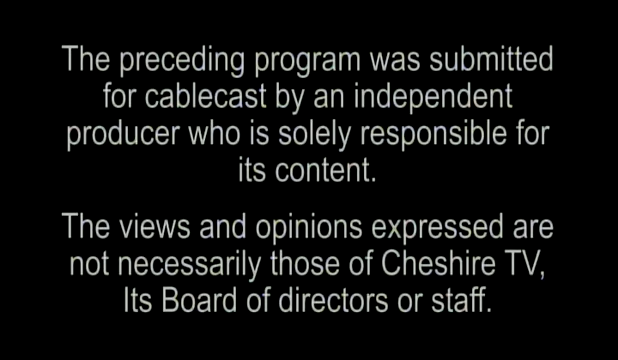 The preceding program was submitted
for cablecast by an independent
producer who is solely responsible for
its content.
The views and opinions expressed are
not necessarily those of Cheshire TV,
Its Board of directors or staff.